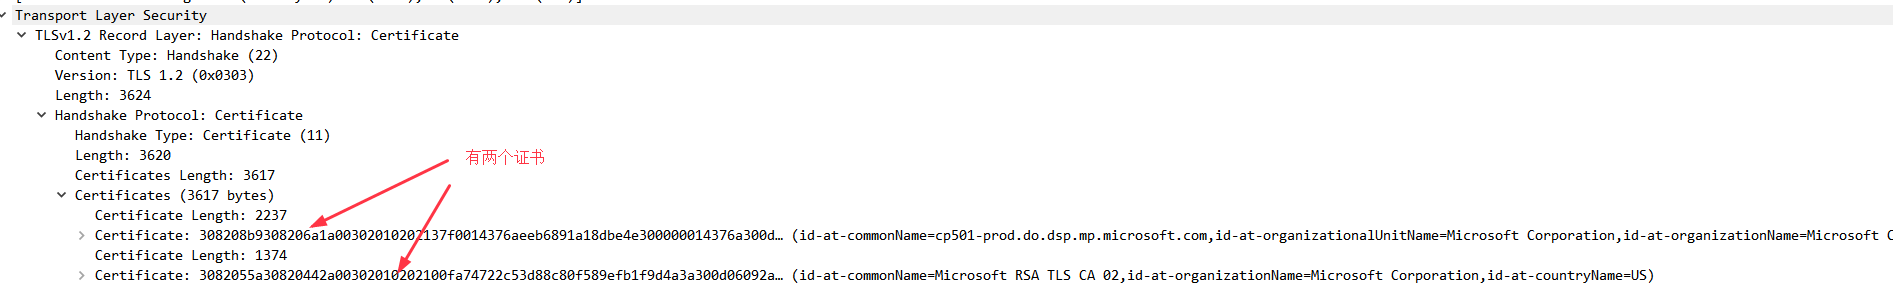 Transport Layer Security
TLSv1.2 Record Layer: Handshake Protocol: Certificate
Content Type: Handshake (22)
Version: TLS 1.2 (0x0303)
Length: 3624
Handshake Protocol: Certificate
Handshake Type: Certificate (11)
Length: 3620
有两个证书
Certificates Length: 3617
Certificates (3617 bytes)
Certificate Length: 2237
Certificate: 308208b9308206a1a00302010202137f0014376aeeb6891a18dbe4e300000014376a300d… (id-at-commonName=cp501-prod.do.dsp.mp.microsoft.com,id-at-organizationalUnitName=Microsoft Corporation,id-at-organizationName=Microsoft C
Certificate Length: 1374
Certificate: 3082055a30820442a00302010202100fa74722c53d88c80f589efb1f9d4a3a300d06092a… (id-at-commonName=Microsoft RSA TLS CA 02,id-at-organizationName=Microsoft Corporation,id-at-countryName=US)